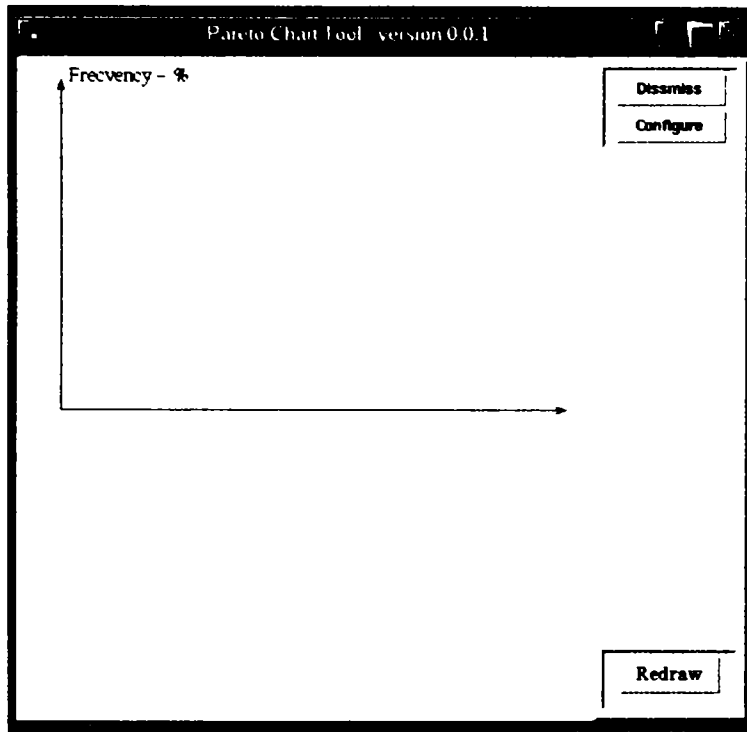 Pareto Chart Tool version 0.0.1
Frecvency - %
Dissmiss
Configure
Redraw